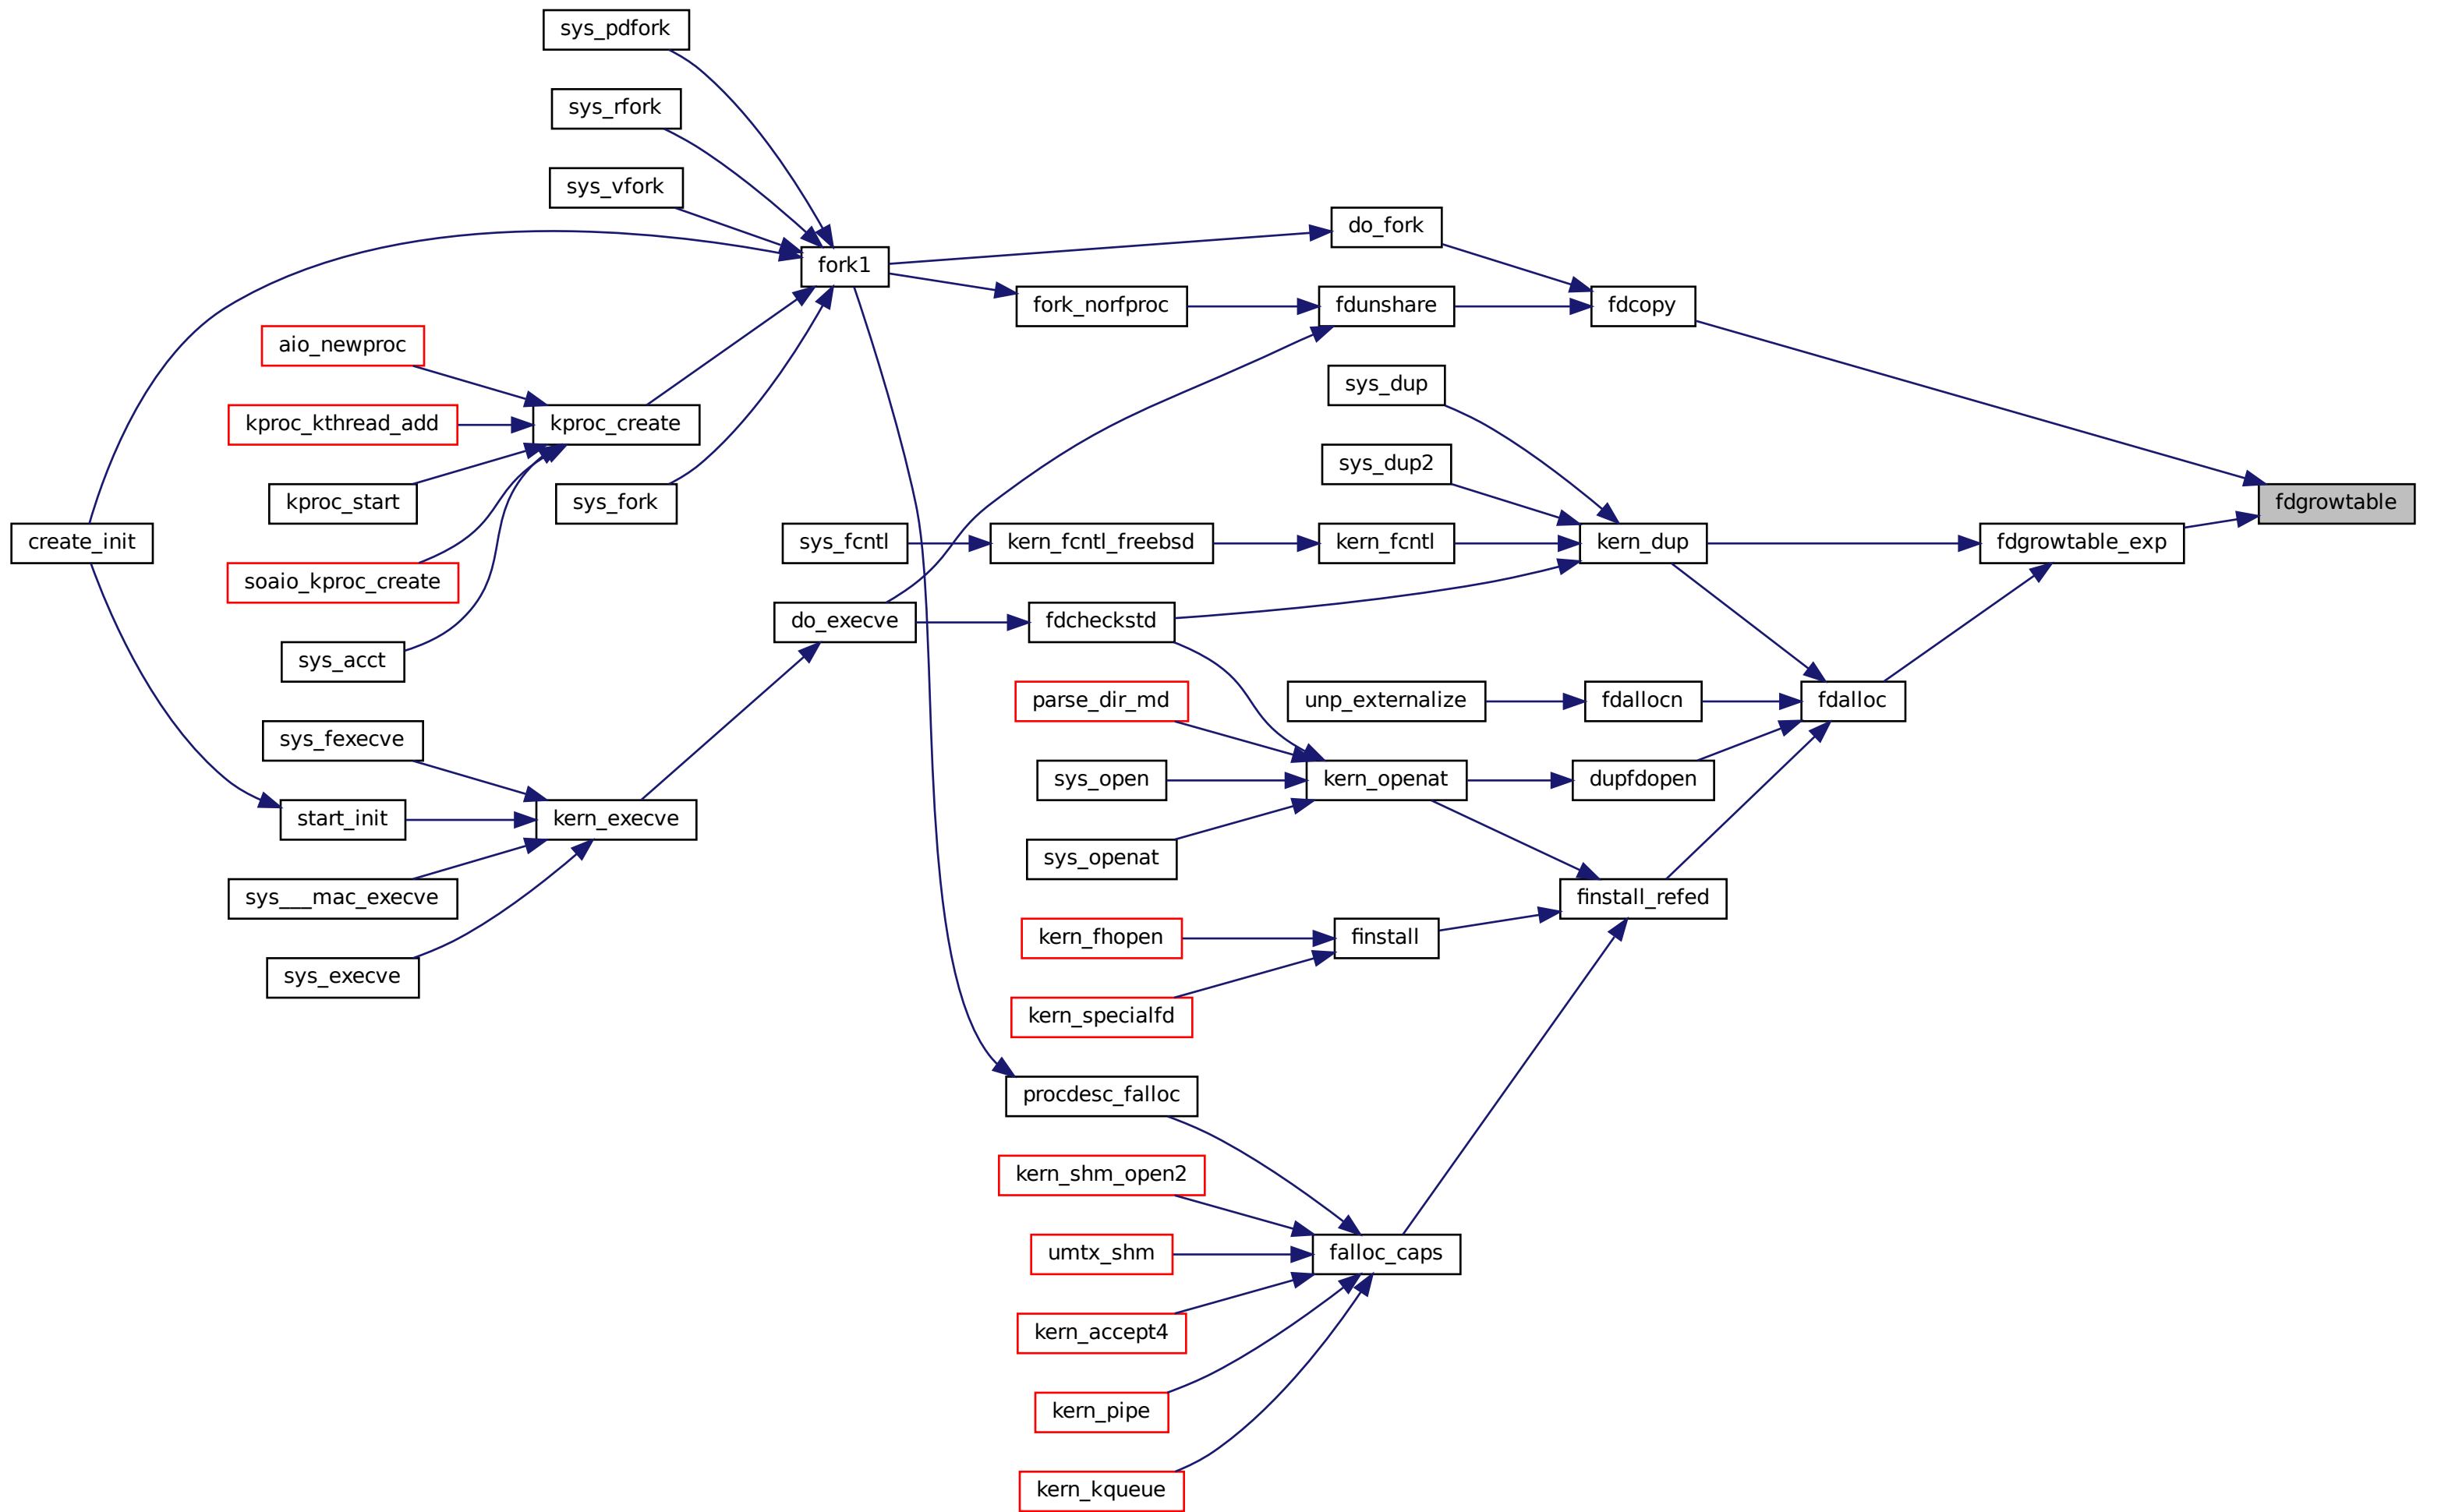 sys_pdfork
sys_rfork
sys_vfork
do_fork
fork1
fork_norfproc
fdunshare
fdcopy
aio_newproc
sys_dup
kproc_kthread_add
kproc_create
sys_dup2
kproc_start
sys_fork
fdgrowtable
create_init
sys_fcntl
kern_fcntl_freebsd
kern_fcntl
kern_dup
fdgrowtable_exp
soaio_kproc_create
do_execve
fdcheckstd
sys_acct
parse_dir_md
unp_externalize
fdallocn
fdalloc
sys_fexecve
sys_open
kern_openat
dupfdopen
start_init
kern_execve
sys_openat
sys___mac_execve
finstall_refed
kern_fhopen
finstall
sys_execve
kern_specialfd
procdesc_falloc
kern_shm_open2
umtx_shm
falloc_caps
kern_accept4
kern_pipe
kern_kqueue